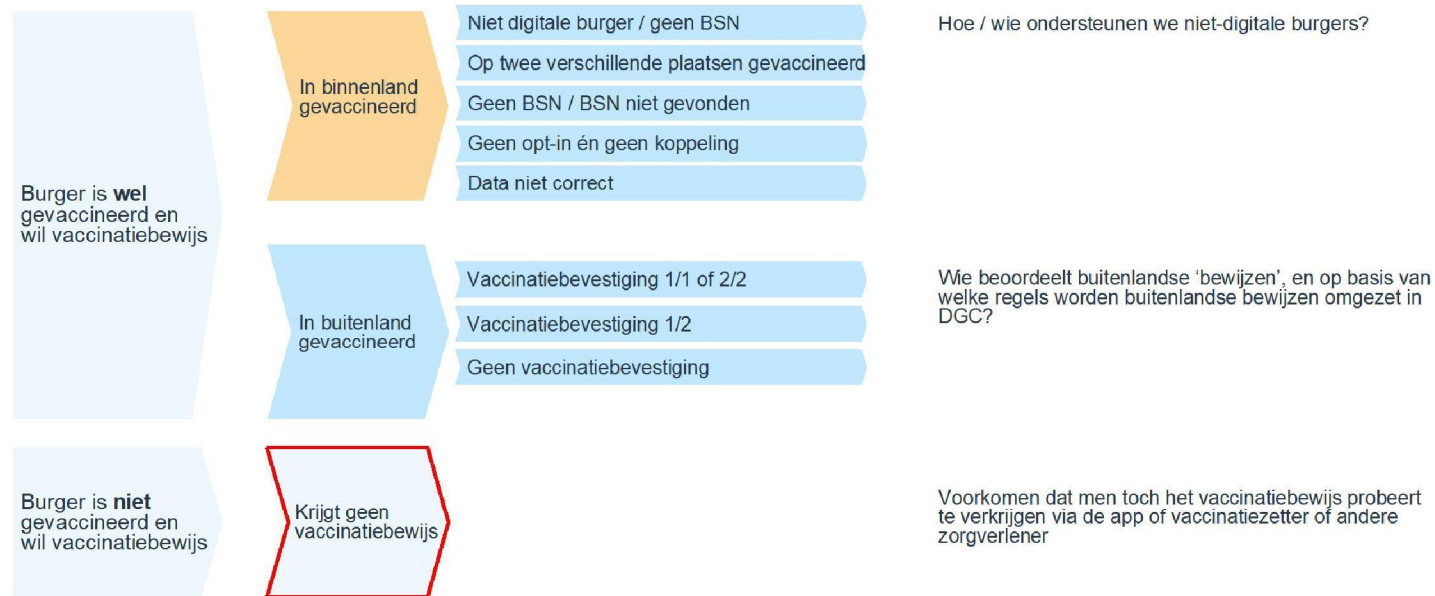 Burger is wel
gevaccineerd en
wil vaccinatiebewijs
In binnenland
gevaccineerd
Niet digitale burger / geen BSN
Op twee verschillende plaatsen gevaccineerd
Geen BSN / BSN niet gevonden
Geen opt-in én geen koppeling
Data niet correct
Hoe / wie ondersteunen we niet-digitale burgers?
In buitenland
gevaccineerd
Vaccinatiebevestiging 1/1 of 2/2
Vaccinatiebevestiging 1/2
Geen vaccinatiebevestiging
Wie beoordeelt buitenlandse ‘bewijzen’, en op basis van
welke regels worden buitenlandse bewijzen omgezet in
DGC?
Burger is niet
gevaccineerd en
wil vaccinatiebewijs
Krijgt geen
vaccinatiebewijs
Voorkomen dat men toch het vaccinatiebewijs probeert
te verkrijgen via de app of vaccinatiezetter of andere
zorgverlener